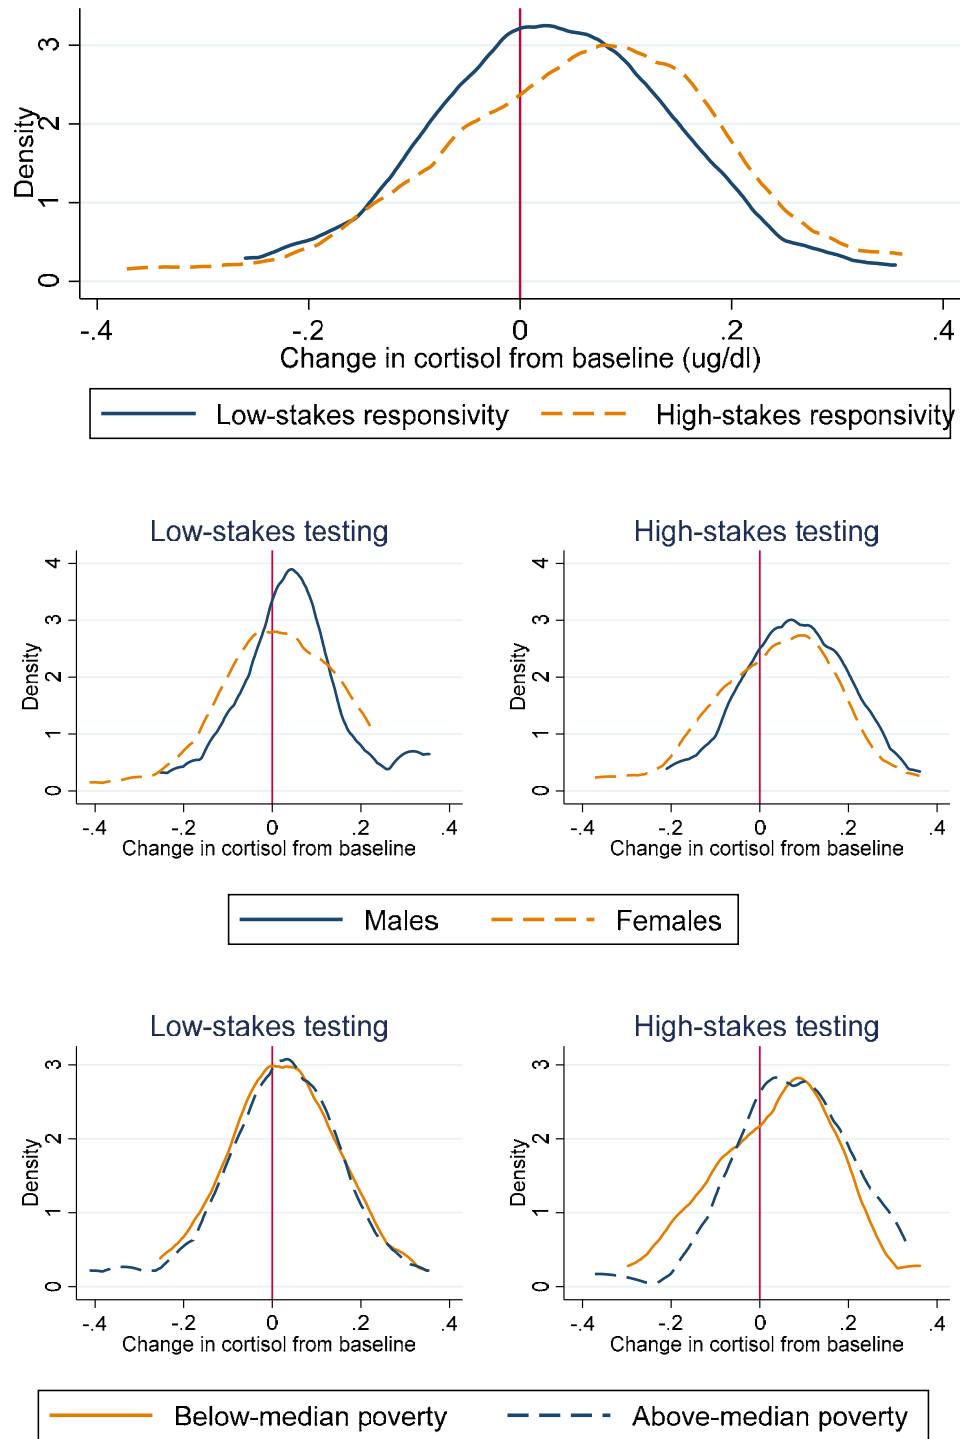 3
2
1
0
Density
-.4 -.2 0 .2 .4
Change in cortisol from baseline (ug/dl)
Low-stakes responsivity High-stakes responsivity
Low-stakes testing High-stakes testing
4
3
2
1
0
Density
-.4 -.2 0 .2 .4
Change in cortisol from baseline
4
3
2
1
0
Density
-.4 -.2 0 .2 .4
Change in cortisol from baseline
Males Females
Low-stakes testing High-stakes testing
3
2
1
0
Density
-.4 -.2 0 .2 .4
Change in cortisol from baseline
3
2
1
0
Density
-.4 -.2 0 .2 .4
Change in cortisol from baseline
Below-median poverty Above-median poverty